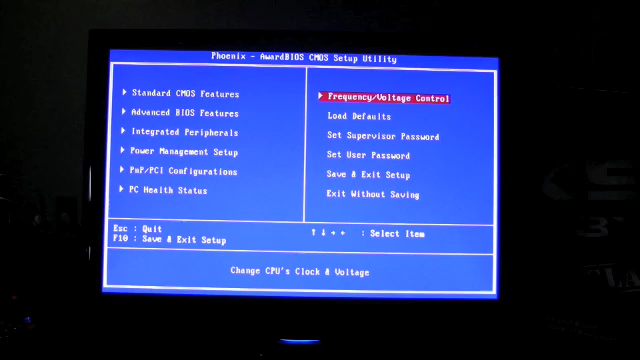 Phoenix - AwardBIOS CMOS Setup Utility
Standard CMOS Features
Advanced BIOS Features
Integrated Peripherals
Power Management Setup
PnP/PCI Configurations
PC Health Status
Frequency/Voltage Control
Load Defaults
Set Supervisor Password
Set User Password
Save & Exit Setup
Exit Without Saving
Esc : Quit
F10 : Save & Exit Setup
↑ ↓ → ← : Select Item
Change CPU's Clock & Voltage